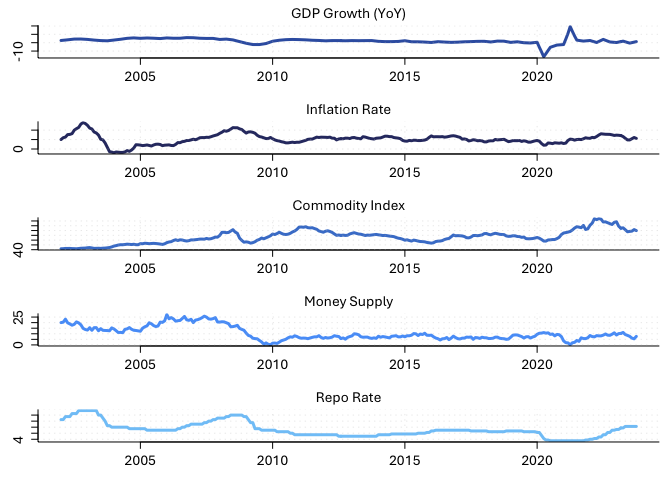 GDP Growth (YoY)
-10
2005 2010 2015 2020
Inflation Rate
0
2005 2010 2015 2020
Commodity Index
40
2005 2010 2015 2020
Money Supply
25
0
2005 2010 2015 2020
Repo Rate
4
2005 2010 2015 2020